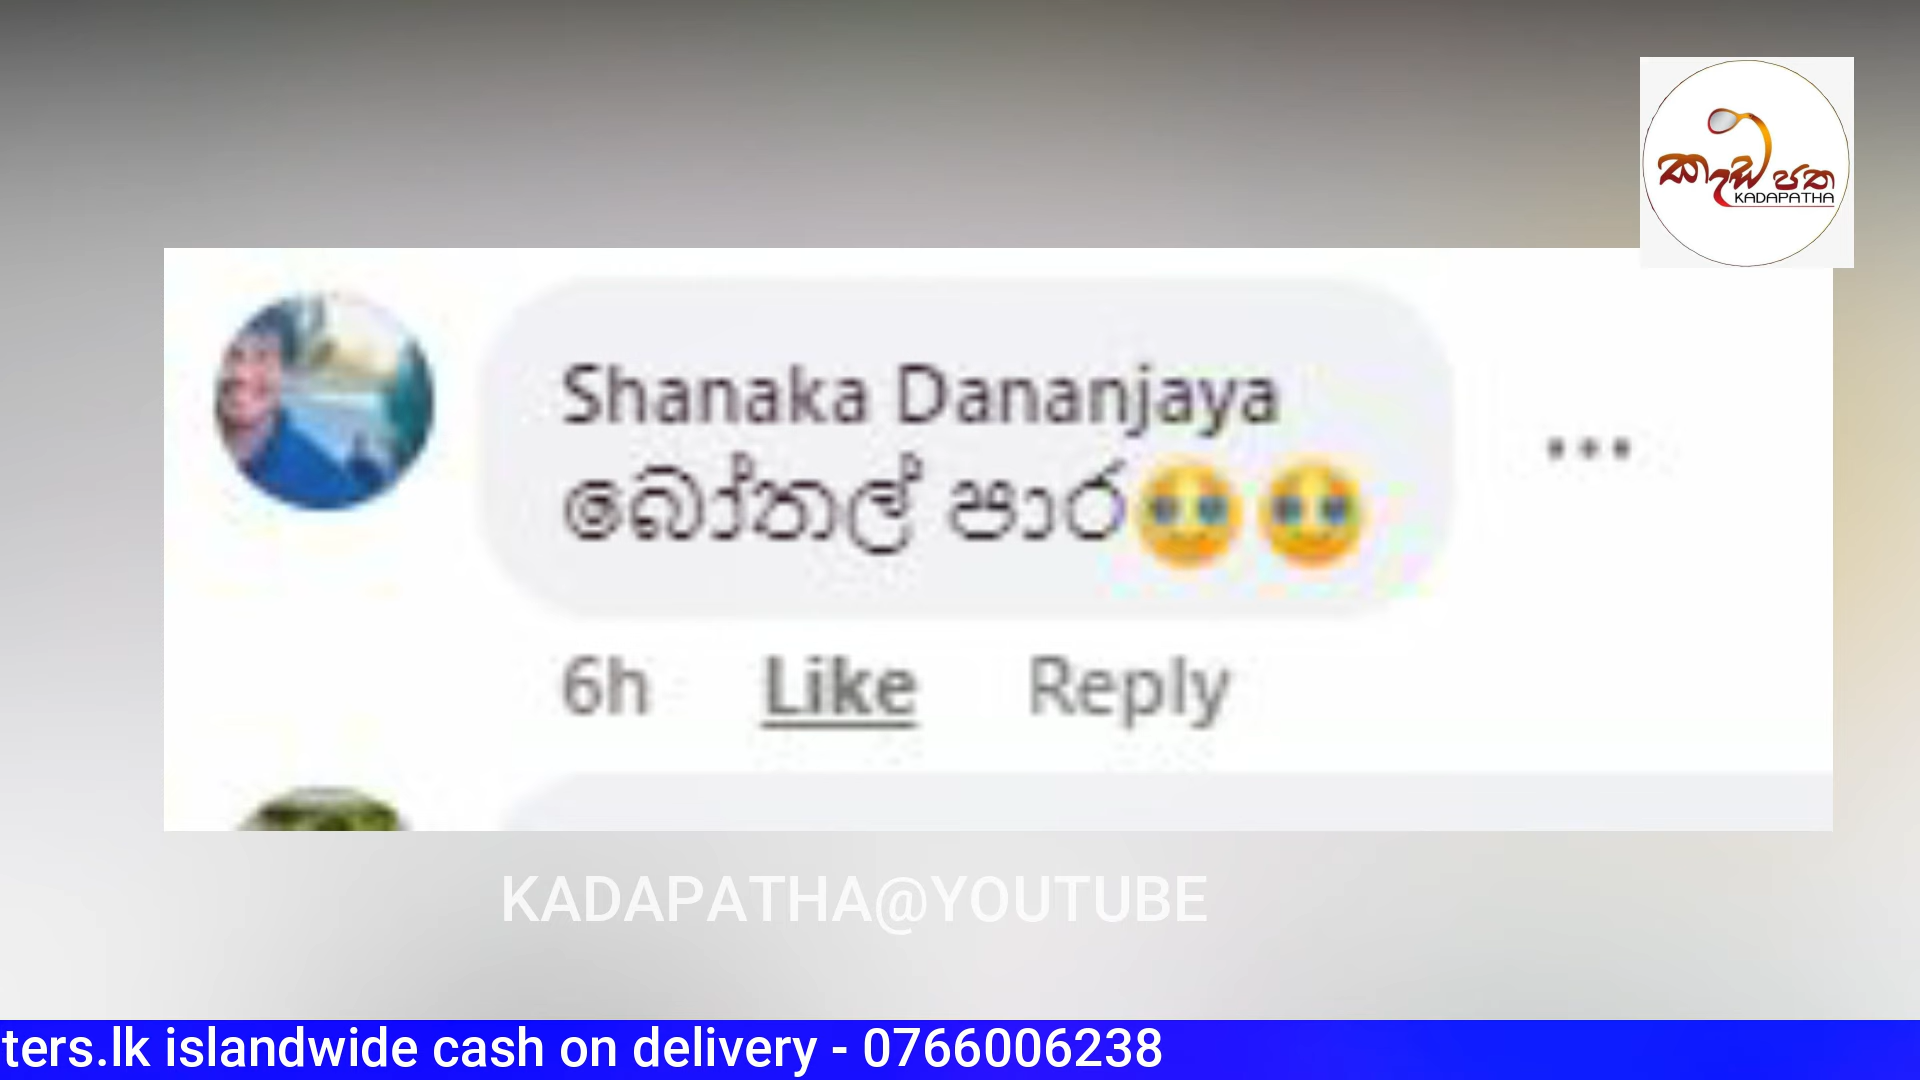 කැඩපත
KADAPATHA
Shanaka Dananjaya
බෝතල් පාර🤩🤩
... 
6h Like Reply
KADAPATHA@YOUTUBE
ters.lk islandwide cash on delivery - 0766006238